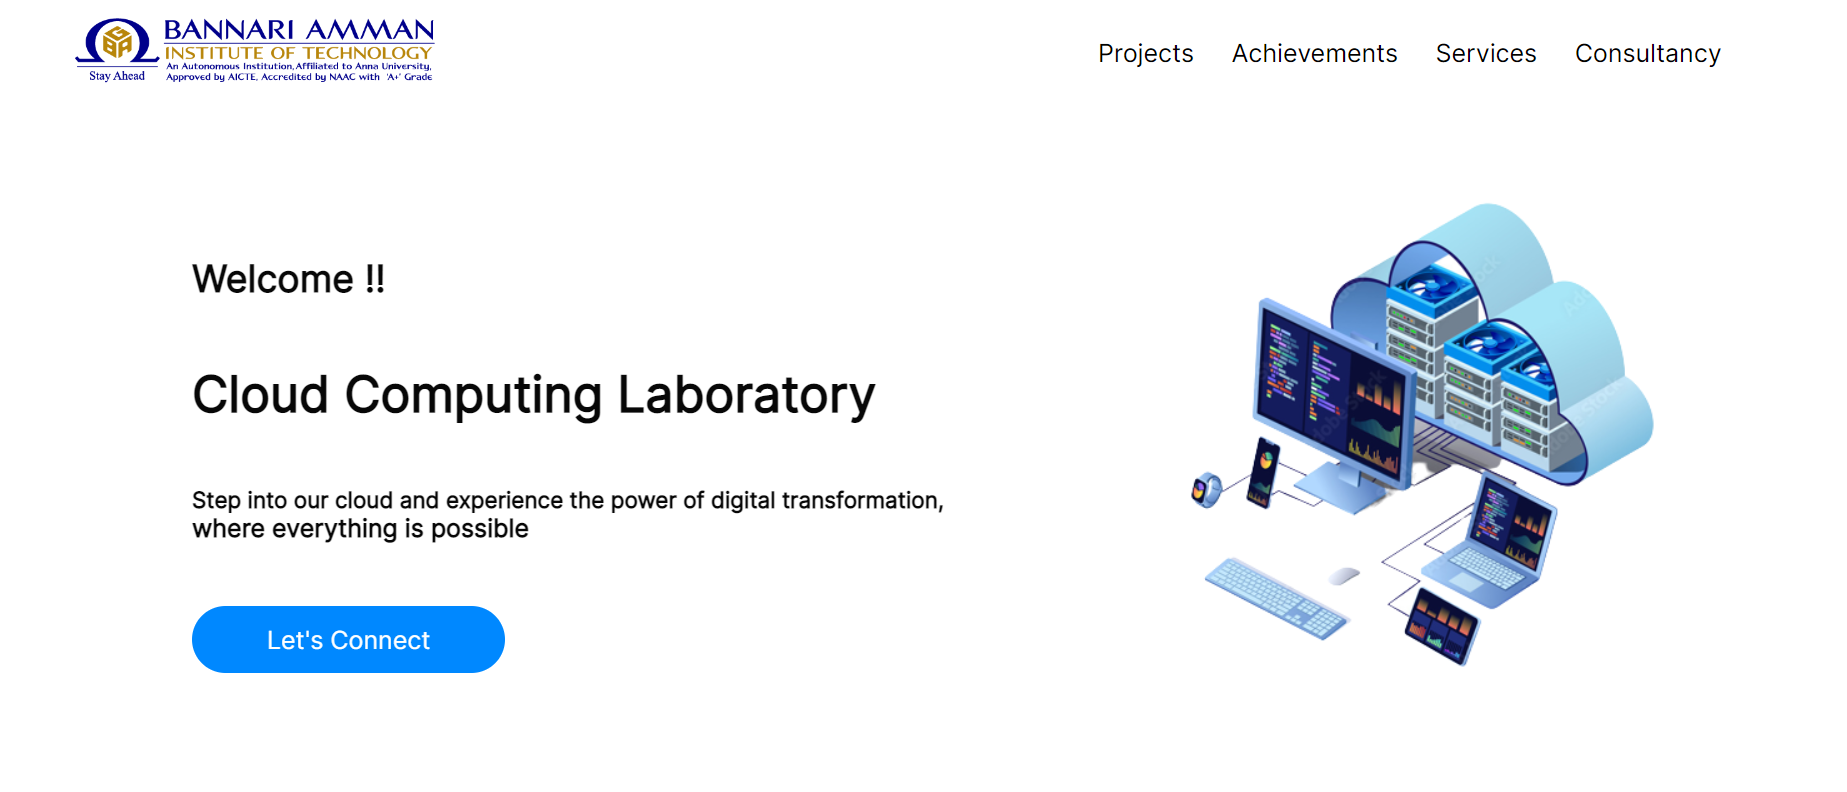 BANNARI AMMAN
INSTITUTE OF TECHNOLOGY
An Autonomous Institution, Affiliated to Anna University,
Approved by AICTE, Accredited by NAAC with 'A+' Grade
Stay Ahead
Projects Achievements Services Consultancy
Welcome !!
Cloud Computing Laboratory
Step into our cloud and experience the power of digital transformation,
where everything is possible
Let's Connect